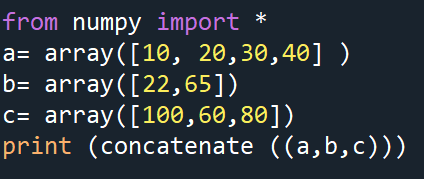 from numpy import *
a= array([10, 20,30,40] )
b= array([22,65])
c= array([100,60,80])
print (concatenate ((a,b,c)))